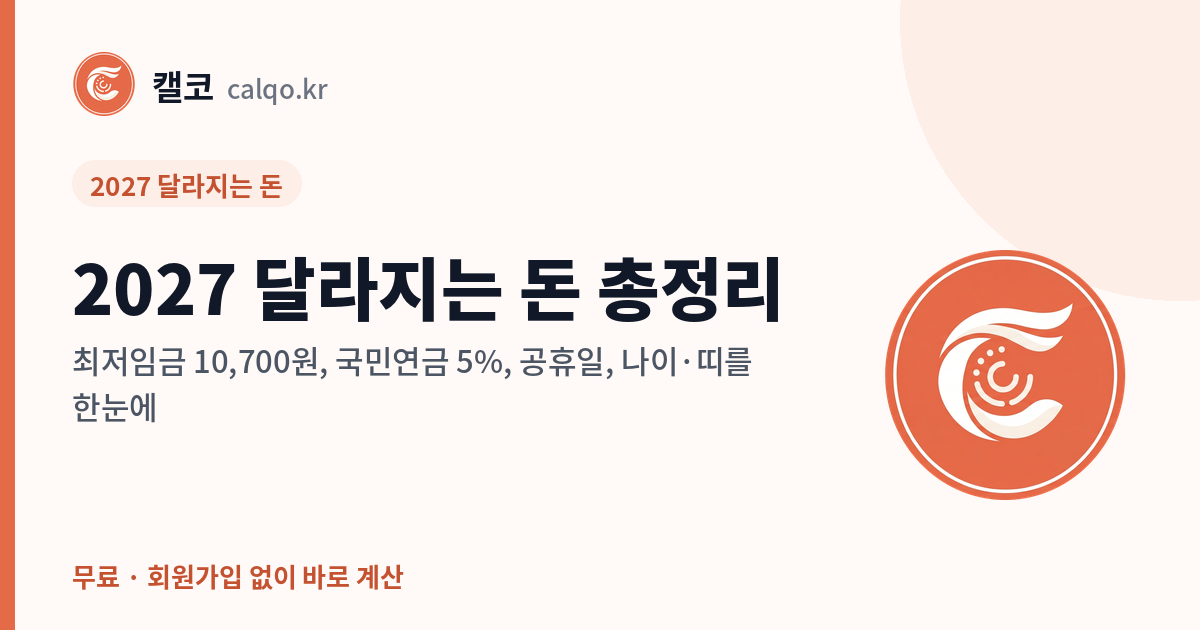 캘코 calqo.kr
2027 달라지는 돈
2027 달라지는 돈 총정리
최저임금 10,700원, 국민연금 5%, 공휴일, 나이·띠를
한눈에
무료 · 회원가입 없이 바로 계산